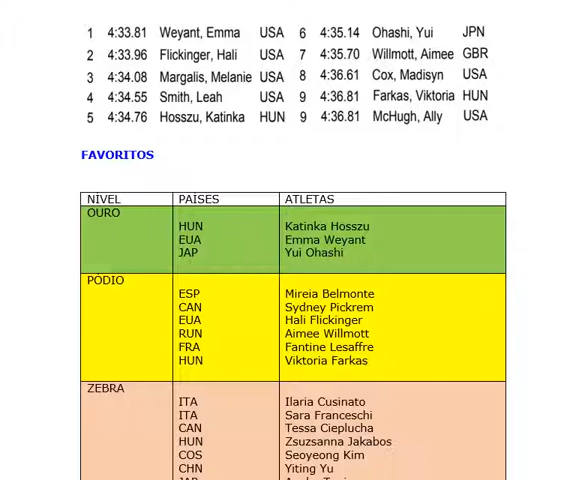 1 4:33.81 Weyant, Emma USA 6 4:35.14 Ohashi, Yui JPN
2 4:33.96 Flickinger, Hali USA 7 4:35.70 Willmott, Aimee GBR
3 4:34.08 Margalis, Melanie USA 8 4:36.61 Cox, Madisyn USA
4 4:34.55 Smith, Leah USA 9 4:36.81 Farkas, Viktoria HUN
5 4:34.76 Hosszu, Katinka HUN 9 4:36.81 McHugh, Ally USA
FAVORITOS
NÍVEL PAISES ATLETAS
OURO
HUN Katinka Hosszu
EUA Emma Weyant
JAP Yui Ohashi
PÓDIO
ESP Mireia Belmonte
CAN Sydney Pickrem
EUA Hali Flickinger
RUN Aimee Willmott
FRA Fantine Lesaffre
HUN Viktoria Farkas
ZEBRA
ITA Ilaria Cusinato
ITA Sara Franceschi
CAN Tessa Cieplucha
HUN Zsuzsanna Jakabos
COS Seoyeong Kim
CHN Yiting Yu